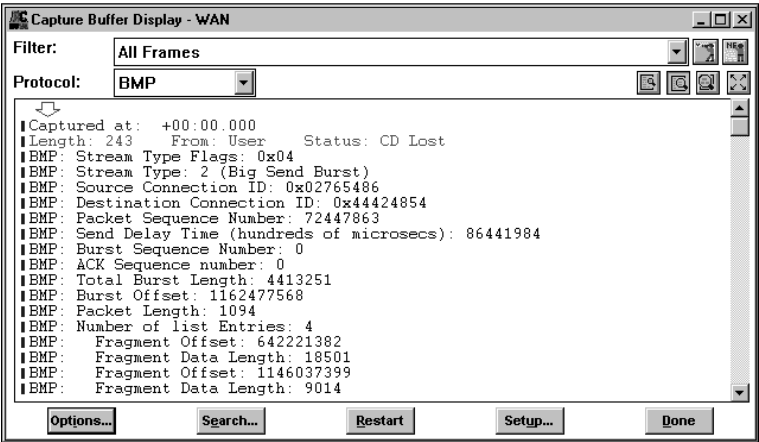 Capture Buffer Display - WAN
Filter: All Frames
Protocol: BMP
Captured at: +00:00.000
Length: 243 From: User Status: CD Lost
BMP: Stream Type Flags: 0x04
BMP: Stream Type: 2 (Big Send Burst)
BMP: Source Connection ID: 0x02765486
BMP: Destination Connection ID: 0x44424854
BMP: Packet Sequence Number: 72447863
BMP: Send Delay Time (hundreds of microsecs): 86441984
BMP: Burst Sequence Number: 0
BMP: ACK Sequence number: 0
BMP: Total Burst Length: 4413251
BMP: Burst Offset: 1162477568
BMP: Packet Length: 1094
BMP: Number of list Entries: 4
BMP: Fragment Offset: 642221382
BMP: Fragment Data Length: 18501
BMP: Fragment Offset: 1146037399
BMP: Fragment Data Length: 9014
Options... Search... Restart Setup... Done